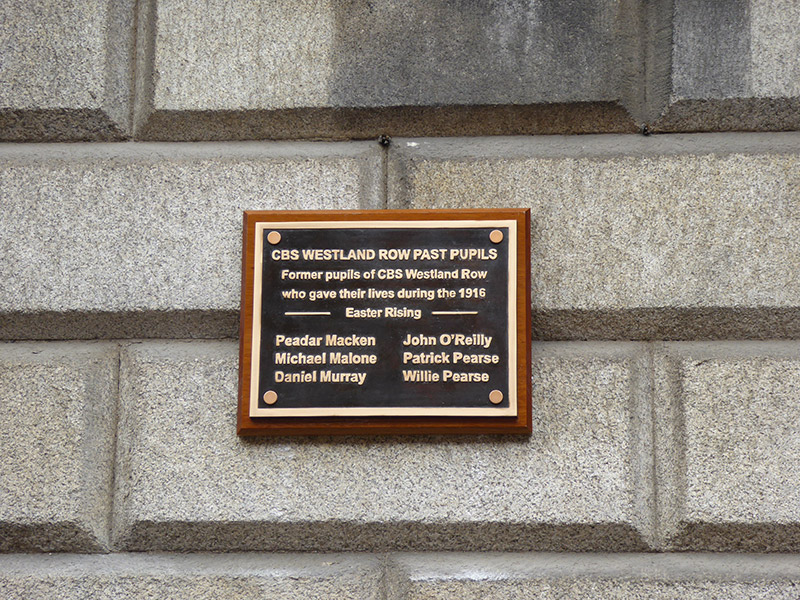 CBS WESTLAND ROW PAST PUPILS
Former pupils of CBS Westland Row
who gave their lives during the 1916
Easter Rising
Peadar Macken
Michael Malone
Daniel Murray
John O'Reilly
Patrick Pearse
Willie Pearse